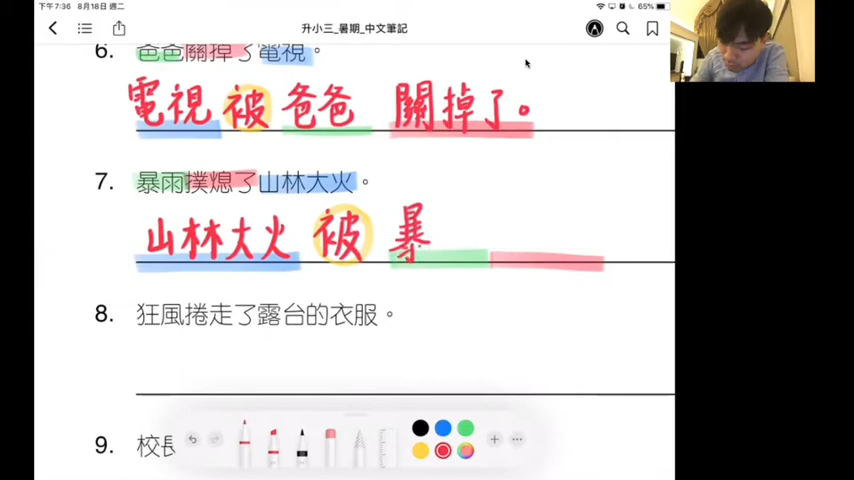 下午7:36 8月18日 週二 65%
升小三_暑期_中文筆記
6. 爸爸關掉了電視。
電視被爸爸 關掉了。
7. 暴雨撲熄了山林大火。
山林大火 被 暴
8. 狂風捲走了露台的衣服。
9. 校長